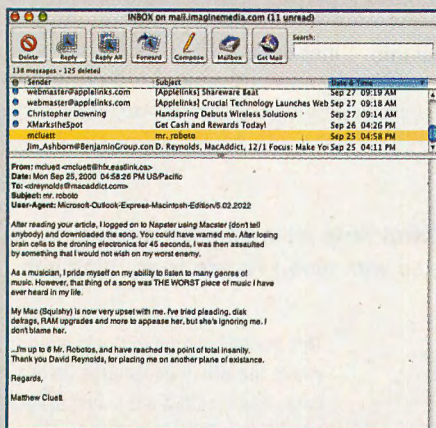 INBOX on mail.imaginemedia.com (11 unread)
Search:
Delete Reply Reply All Forward Compose Mailbox Get Mail
138 messages - 125 deleted
Sender Subject Date & Time
webmaster@applelinks.com [Applelinks] Shareware Beat Sep 27 09:19 AM
webmaster@applelinks.com [Applelinks] Crucial Technology Launches Web Sep 27 09:18 AM
Christopher Downing Handspring Debuts Wireless Solutions Sep 27 09:14 AM
XMarkstheSpot Get Cash and Rewards Today! Sep 26 04:26 PM
mcluett mr. roboto Sep 25 04:58 PM
Jim_Ashborn@BenjaminGroup.con D. Reynolds, MacAddict, 12/1 Focus: Make Yo Sep 25 04:11 PM
From: mclued <mcluett@hfx.eastlink.ca>
Date: Mon Sep 25, 2000 04:58:26 PM US/Pacific
To: <dreynolds@macaddict.com>
Subject: mr. roboto
User-Agent: Microsoft-Outlook-Express-Macintosh-Edition/5.02.2022
After reading your article, I logged on to Napster using Macster (don't tell
anybody) and downloaded the song. You could have warned me. After losing
brain cells to the droning electronics for 45 seconds, I was then assaulted
by something that I would not wish on my worst enemy.
As a musician, I pride myself on my ability to listen to many genres of
music. However, that thing of a song was THE WORST piece of music I have
ever heard in my life.
My Mac (Squishy) is now very upset with me. I've tried pleading, disk
defrags, RAM upgrades and more to appease her, but she's ignoring me. I
don't blame her.
...I'm up to 6 Mr. Robotos, and have reached the point of total insanity.
Thank you David Reynolds, for placing me on another plane of existance.
Regards,
Matthew Cluett